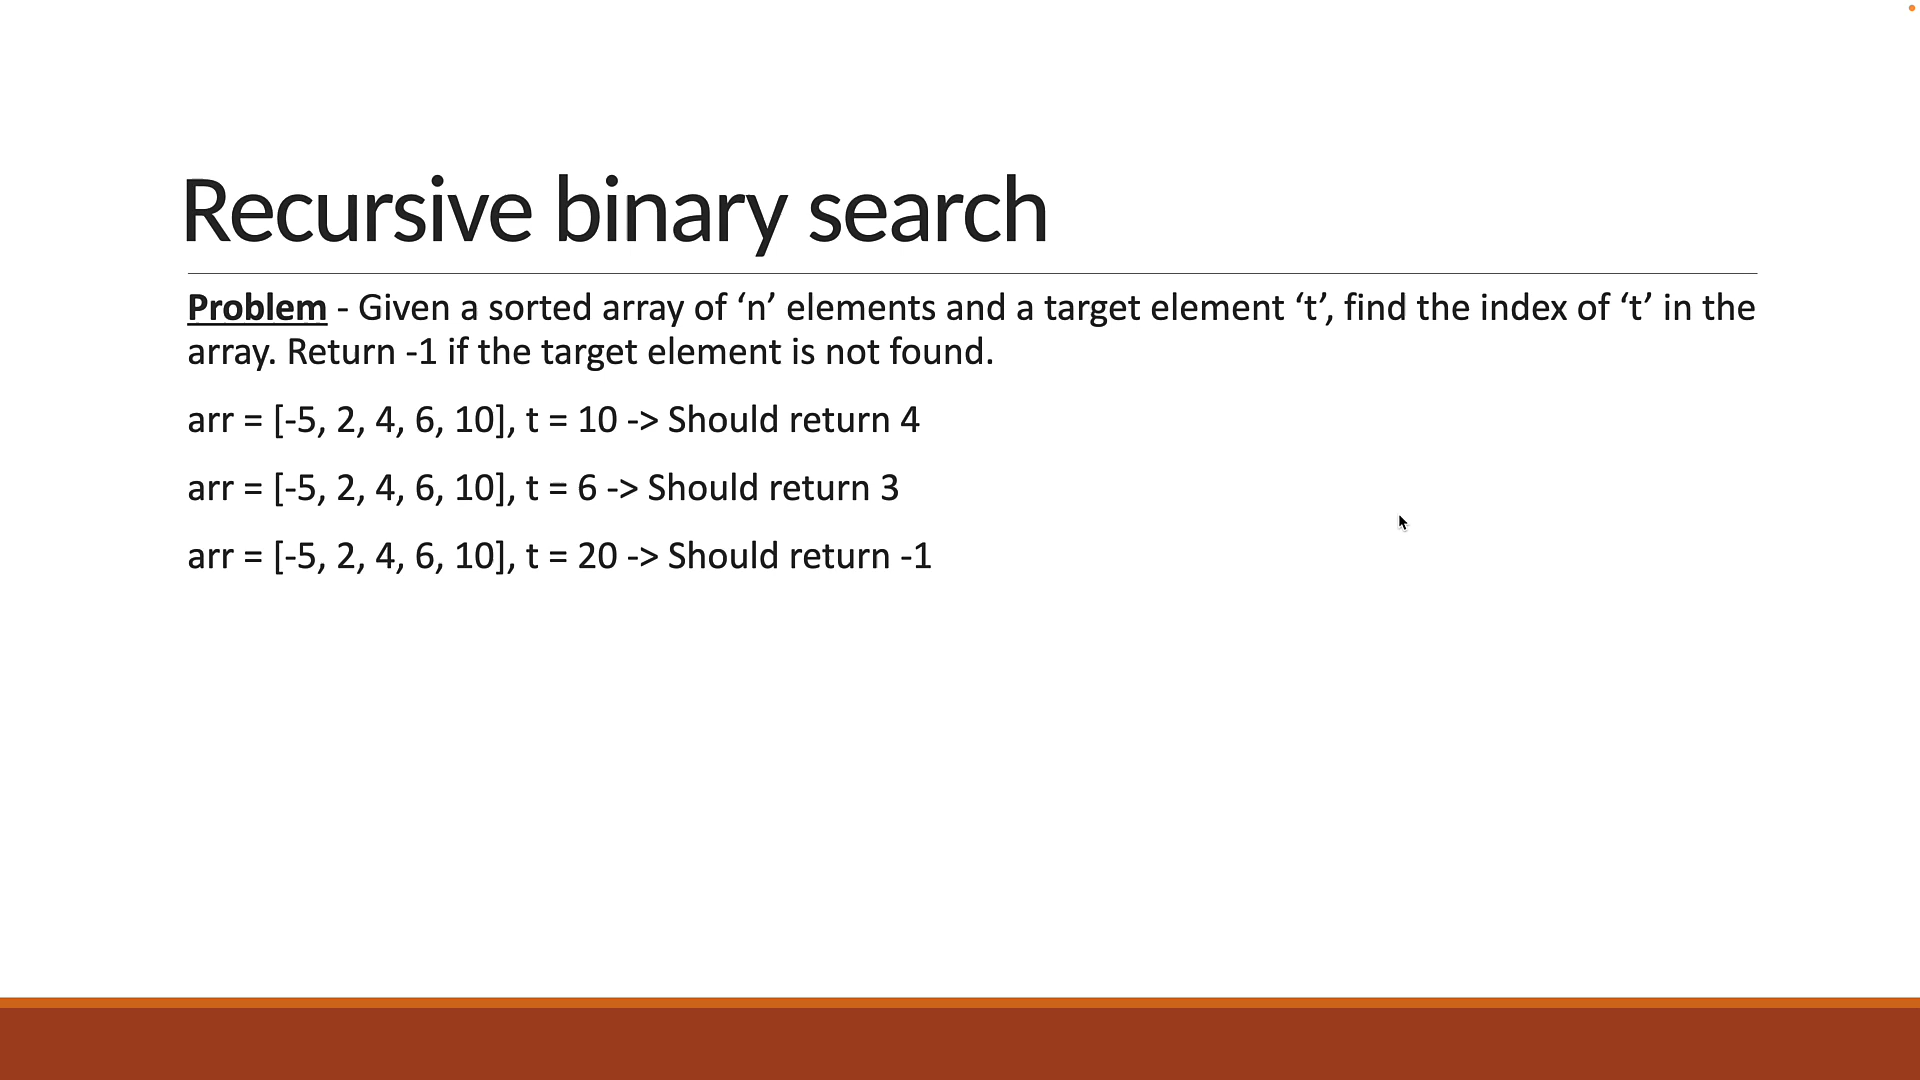 Recursive binary search
Problem - Given a sorted array of ‘n’ elements and a target element ‘t’, find the index of ‘t’ in the
array. Return -1 if the target element is not found.
arr = [-5, 2, 4, 6, 10], t = 10 -> Should return 4
arr = [-5, 2, 4, 6, 10], t = 6 -> Should return 3
arr = [-5, 2, 4, 6, 10], t = 20 -> Should return -1